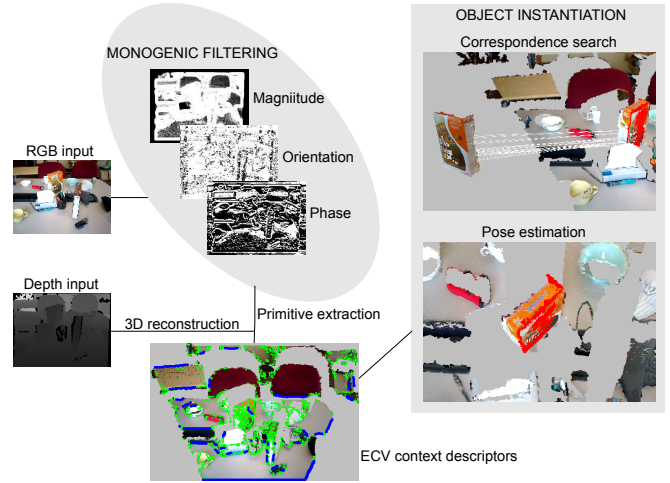 OBJECT INSTANTIATION
Correspondence search
MONOGENIC FILTERING
Magniitude
Orientation
Phase
RGB input
Depth input
3D reconstruction
Primitive extraction
Pose estimation
ECV context descriptors